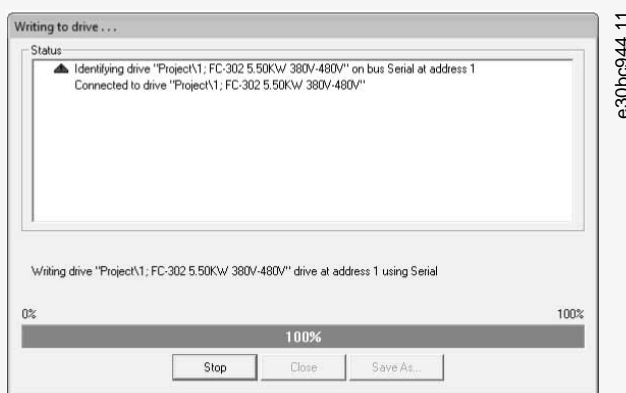 Writing to drive . . .
Status
Identifying drive "Project\1; FC-302 5.50KW 380V-480V" on bus Serial at address 1
Connected to drive "Project\1; FC-302 5.50KW 380V-480V"
Writing drive "Project\1; FC-302 5.50KW 380V-480V" drive at address 1 using Serial
0% 100%
100%
Stop Close Save As...
e30bc944.11